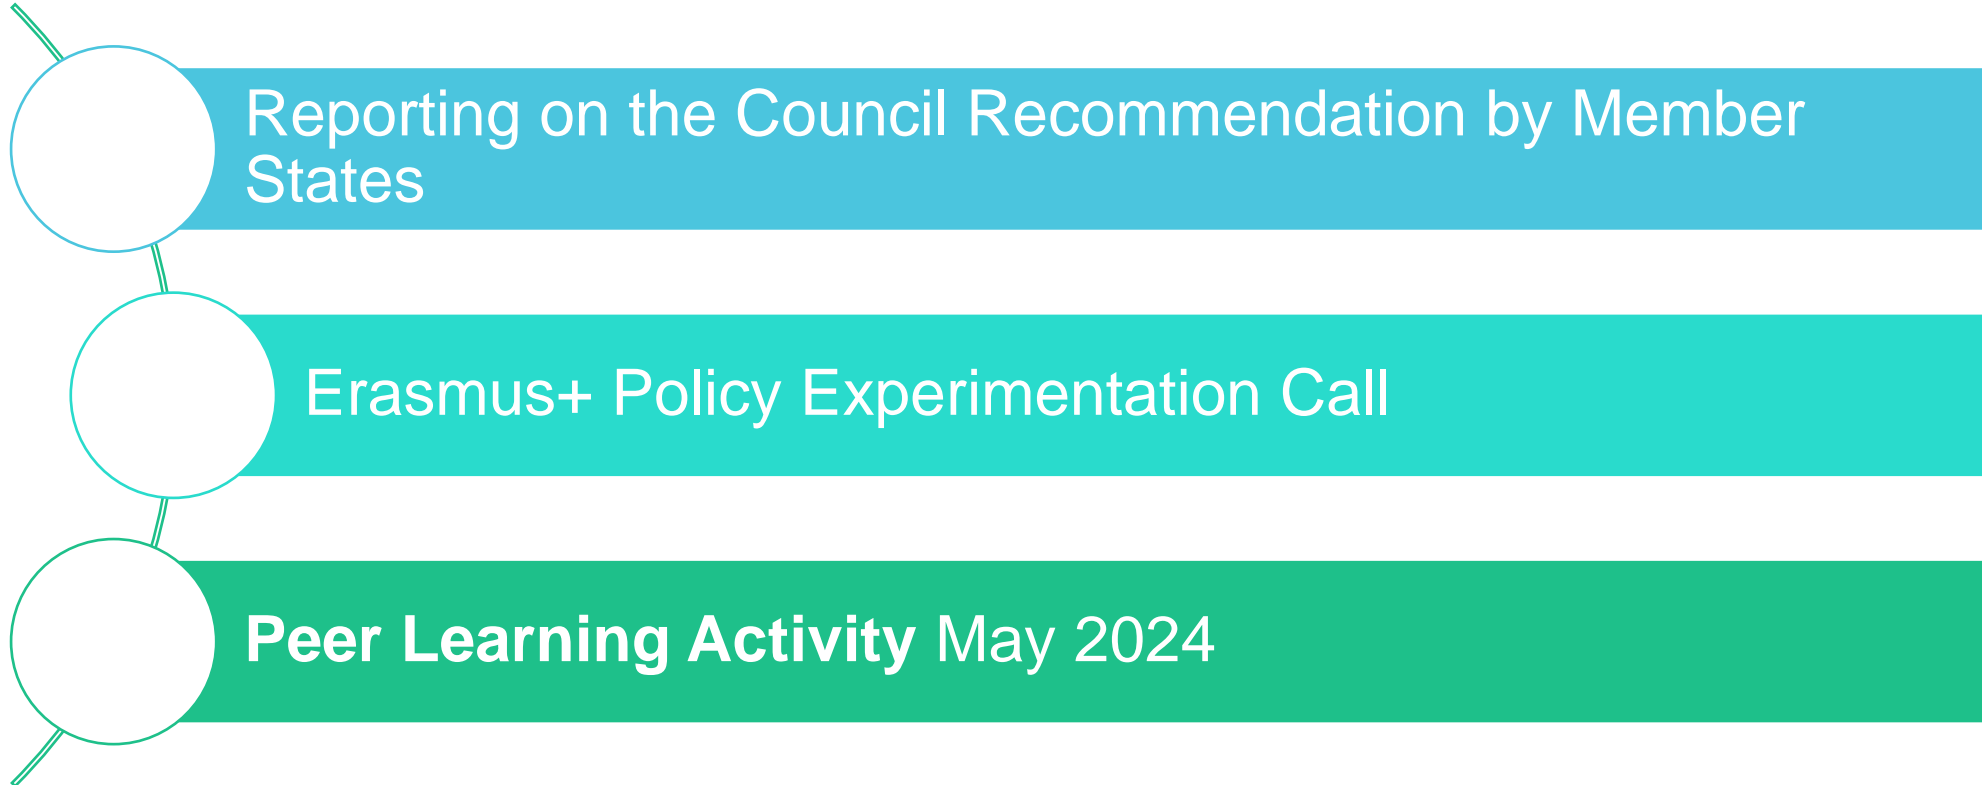 Reporting on the Council Recommendation by Member
States
Erasmus+ Policy Experimentation Call
Peer Learning Activity May 2024